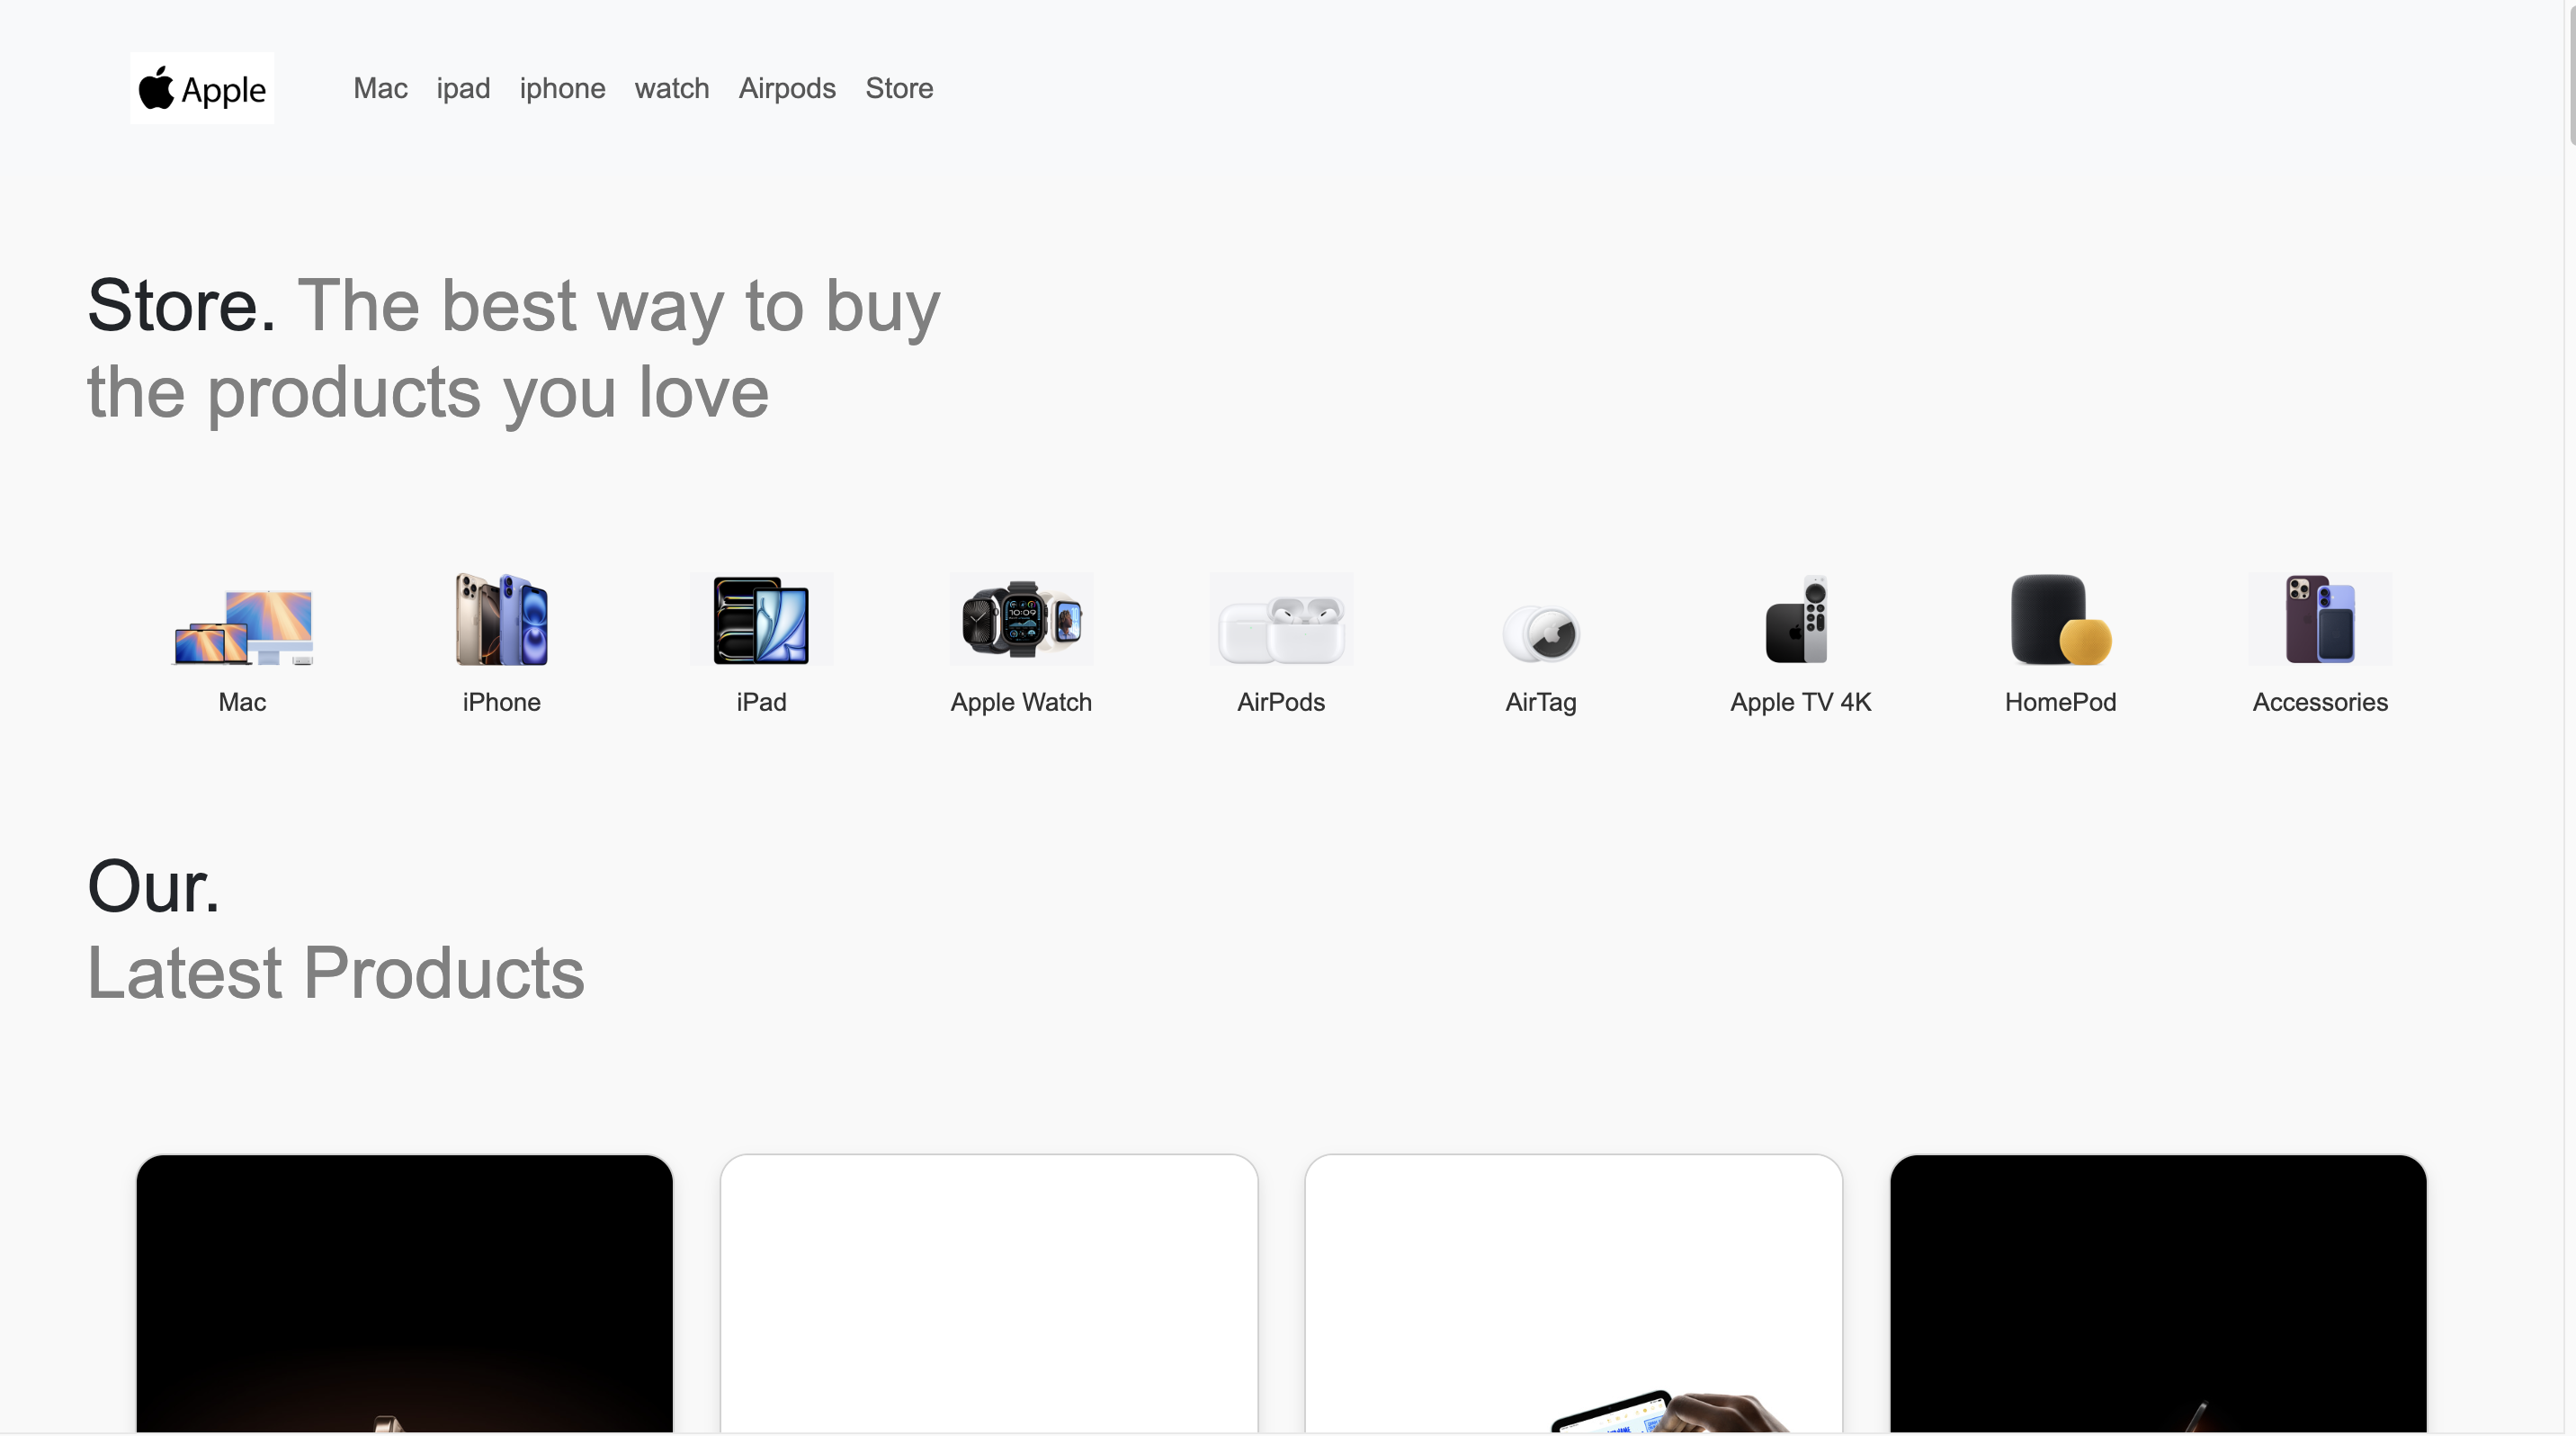 Apple
Mac ipad iphone watch Airpods Store
Store. The best way to buy
the products you love
Mac iPhone iPad Apple Watch AirPods AirTag Apple TV 4K HomePod Accessories
Our.
Latest Products